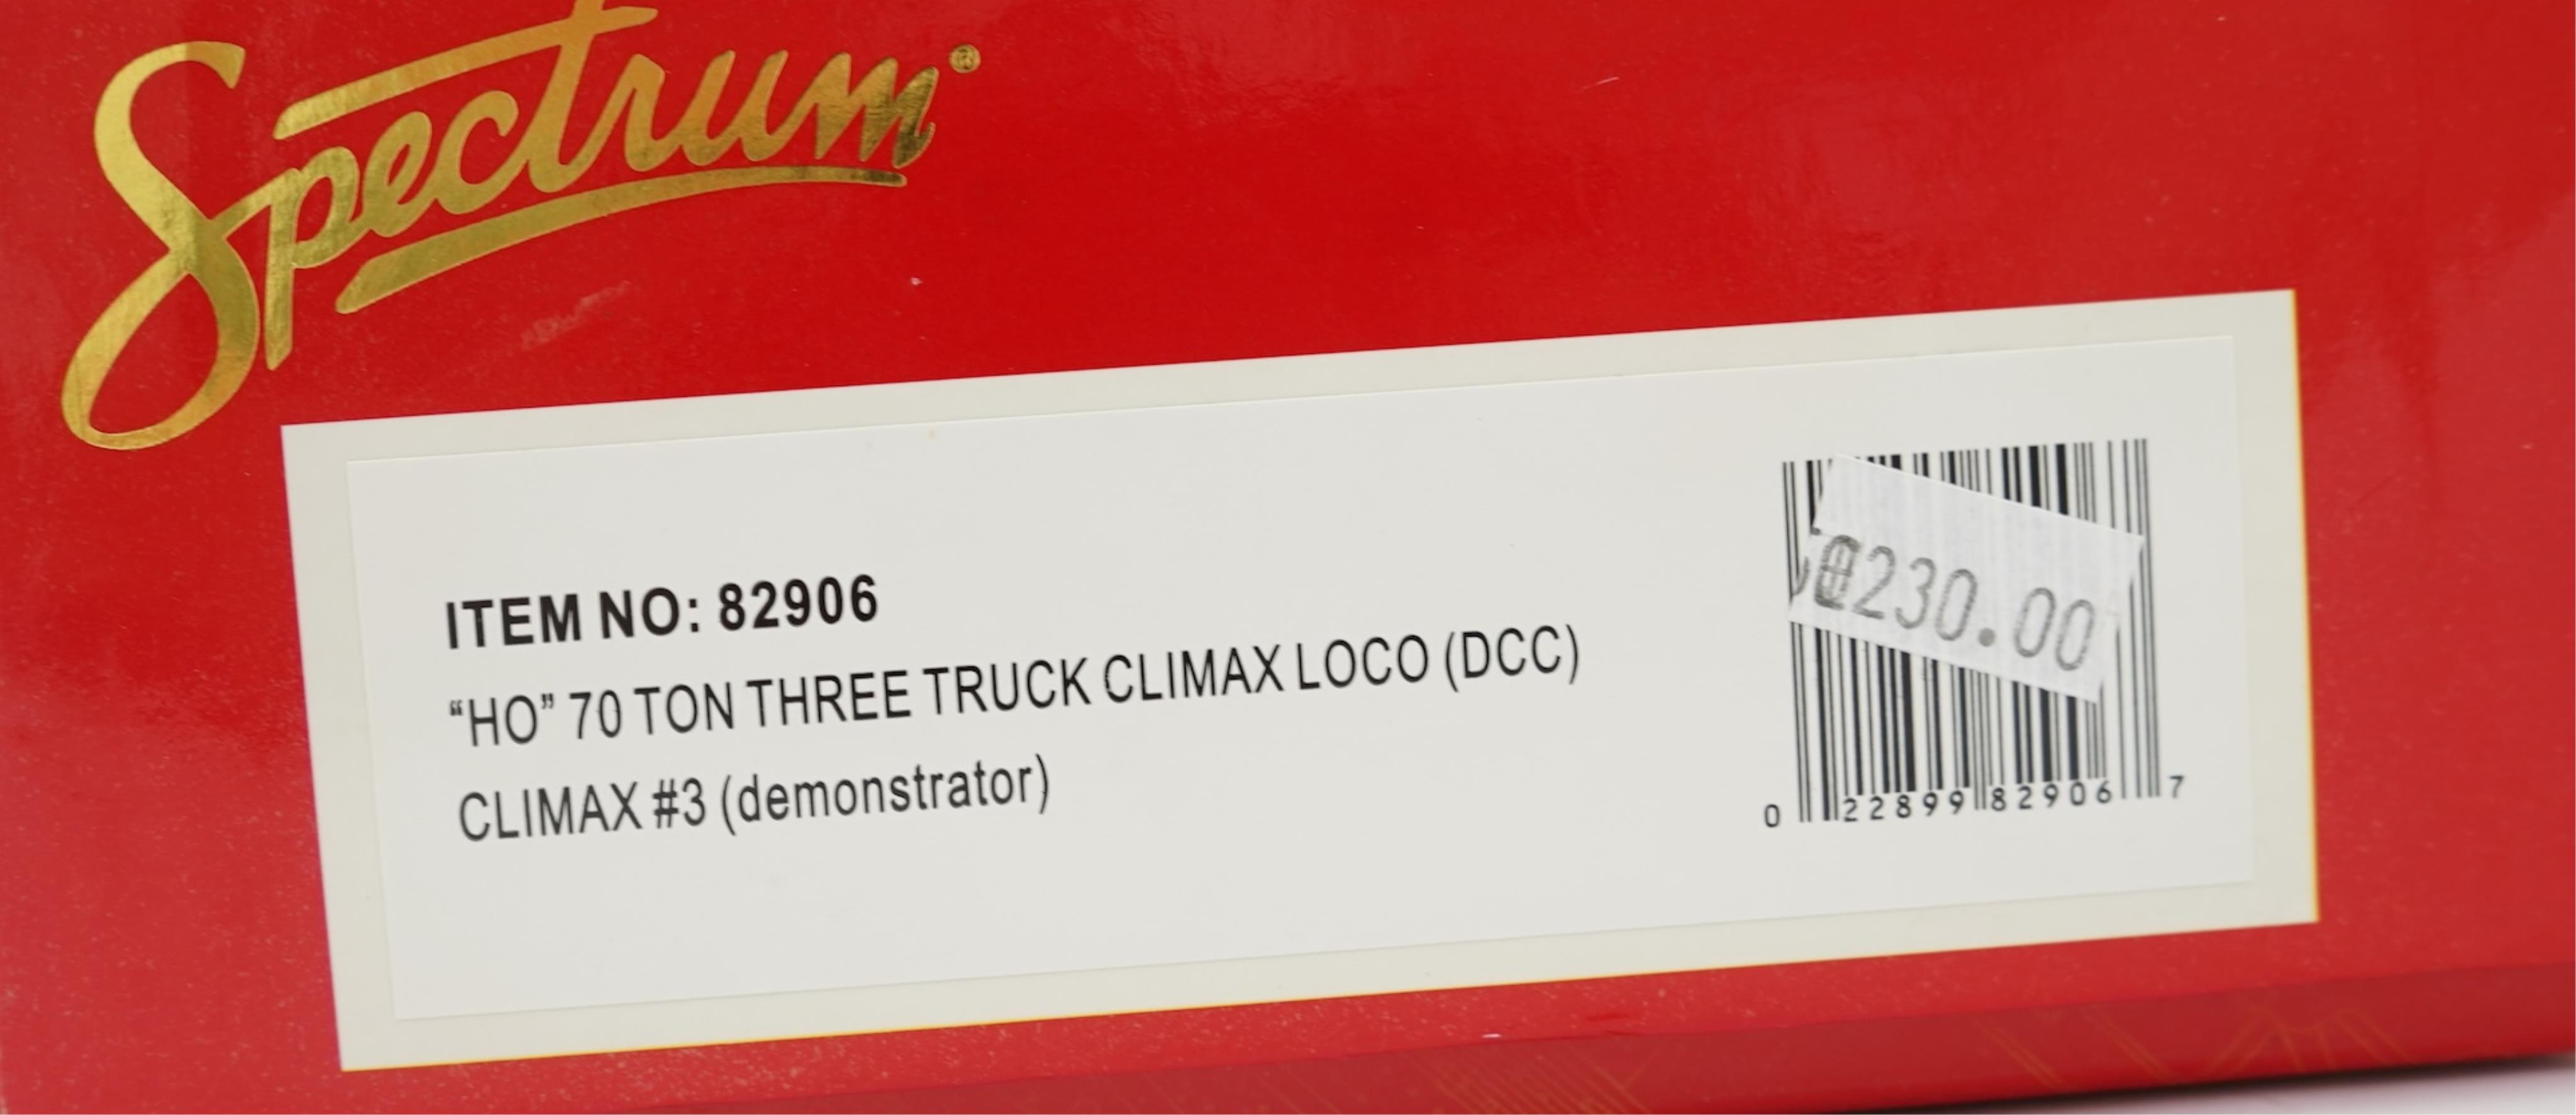 Spectrum®
ITEM NO: 82906
“HO” 70 TON THREE TRUCK CLIMAX LOCO (DCC)
CLIMAX #3 (demonstrator)
230.00
0 22899 82906 7